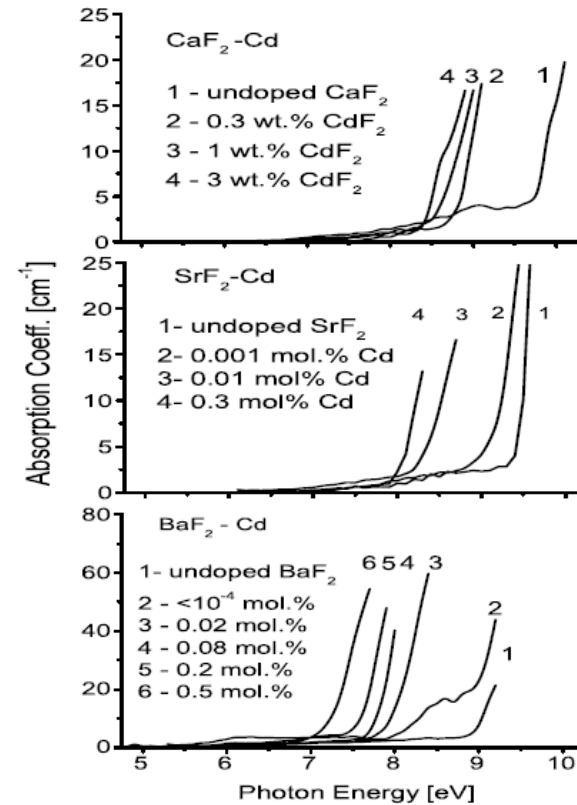 CaF₂ -Cd
1 - undoped CaF₂
2 - 0.3 wt.% CdF₂
3 - 1 wt.% CdF₂
4 - 3 wt.% CdF₂
4 3 2 1
25
20
15
10
5
0
SrF₂-Cd
1- undoped SrF₂
2- 0.001 mol.% Cd
3- 0.01 mol% Cd
4- 0.3 mol% Cd
4 3 2 1
25
20
15
10
5
0
Absorption Coeff. [cm⁻¹]
BaF₂ - Cd
1- undoped BaF₂
2 - <10⁻⁴ mol.%
3 - 0.02 mol.%
4 - 0.08 mol.%
5 - 0.2 mol.%
6 - 0.5 mol.%
6 5 4 3
2
1
80
60
40
20
0
5 6 7 8 9 10
Photon Energy [eV]